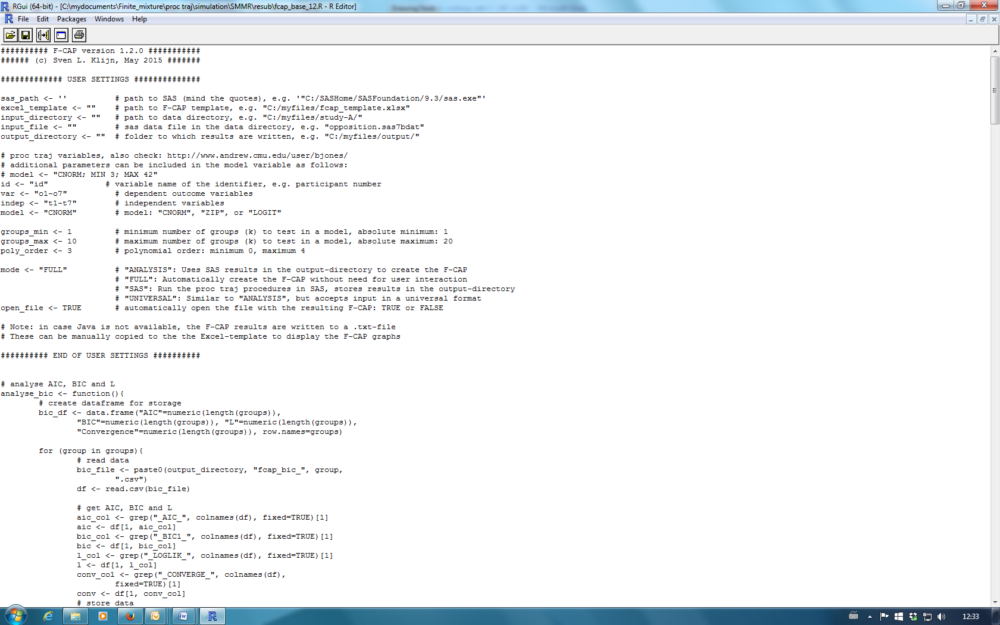 RGui (64-bit) - [C:\mydocuments\Finite_mixture\proc traj\simulation\SMMR\resub\fcap_base_12.R - R Editor]
File Edit Packages Windows Help
########## F-CAP version 1.2.0 ###########
###### (c) Sven L. Klijn, May 2015 #######
############# USER SETTINGS ##############
sas_path <- '' # path to SAS (mind the quotes), e.g. '"C:/SASHome/SASFoundation/9.3/sas.exe"'
excel_template <- "" # path to F-CAP template, e.g. "C:/myfiles/fcap_template.xlsx"
input_directory <- "" # path to data directory, e.g. "C:/myfiles/study-A/"
input_file <- "" # sas data file in the data directory, e.g. "opposition.sas7bdat"
output_directory <- "" # folder to which results are written, e.g. "C:/myfiles/output/"
# proc traj variables, also check: http://www.andrew.cmu.edu/user/bjones/
# additional parameters can be included in the model variable as follows:
# model <- "CNORM; MIN 3; MAX 42"
id <- "id" # variable name of the identifier, e.g. participant number
var <- "o1-o7" # dependent outcome variables
indep <- "t1-t7" # independent variables
model <- "CNORM" # model: "CNORM", "ZIP", or "LOGIT"
groups_min <- 1 # minimum number of groups (k) to test in a model, absolute minimum: 1
groups_max <- 10 # maximum number of groups (k) to test in a model, absolute maximum: 20
poly_order <- 3 # polynomial order: minimum 0, maximum 4
mode <- "FULL" # "ANALYSIS": Uses SAS results in the output-directory to create the F-CAP
# "FULL": Automatically create the F-CAP without need for user interaction
# "SAS": Run the proc traj procedures in SAS, stores results in the output-directory
# "UNIVERSAL": Similar to "ANALYSIS", but accepts input in a universal format
open_file <- TRUE # automatically open the file with the resulting F-CAP: TRUE or FALSE
# Note: in case Java is not available, the F-CAP results are written to a .txt-file
# These can be manually copied to the the Excel-template to display the F-CAP graphs
########## END OF USER SETTINGS ##########
# analyse AIC, BIC and L
analyse_bic <- function(){
# create dataframe for storage
bic_df <- data.frame("AIC"=numeric(length(groups)),
"BIC"=numeric(length(groups)), "L"=numeric(length(groups)),
"Convergence"=numeric(length(groups)), row.names=groups)
for (group in groups){
# read data
bic_file <- paste0(output_directory, "fcap_bic_", group,
".csv")
df <- read.csv(bic_file)
# get AIC, BIC and L
aic_col <- grep("_AIC_", colnames(df), fixed=TRUE)[1]
aic <- df[1, aic_col]
bic_col <- grep("_BIC1_", colnames(df), fixed=TRUE)[1]
bic <- df[1, bic_col]
l_col <- grep("_LOGLIK_", colnames(df), fixed=TRUE)[1]
l <- df[1, l_col]
conv_col <- grep("_CONVERGE_", colnames(df),
fixed=TRUE)[1]
conv <- df[1, conv_col]
# store data
12:33